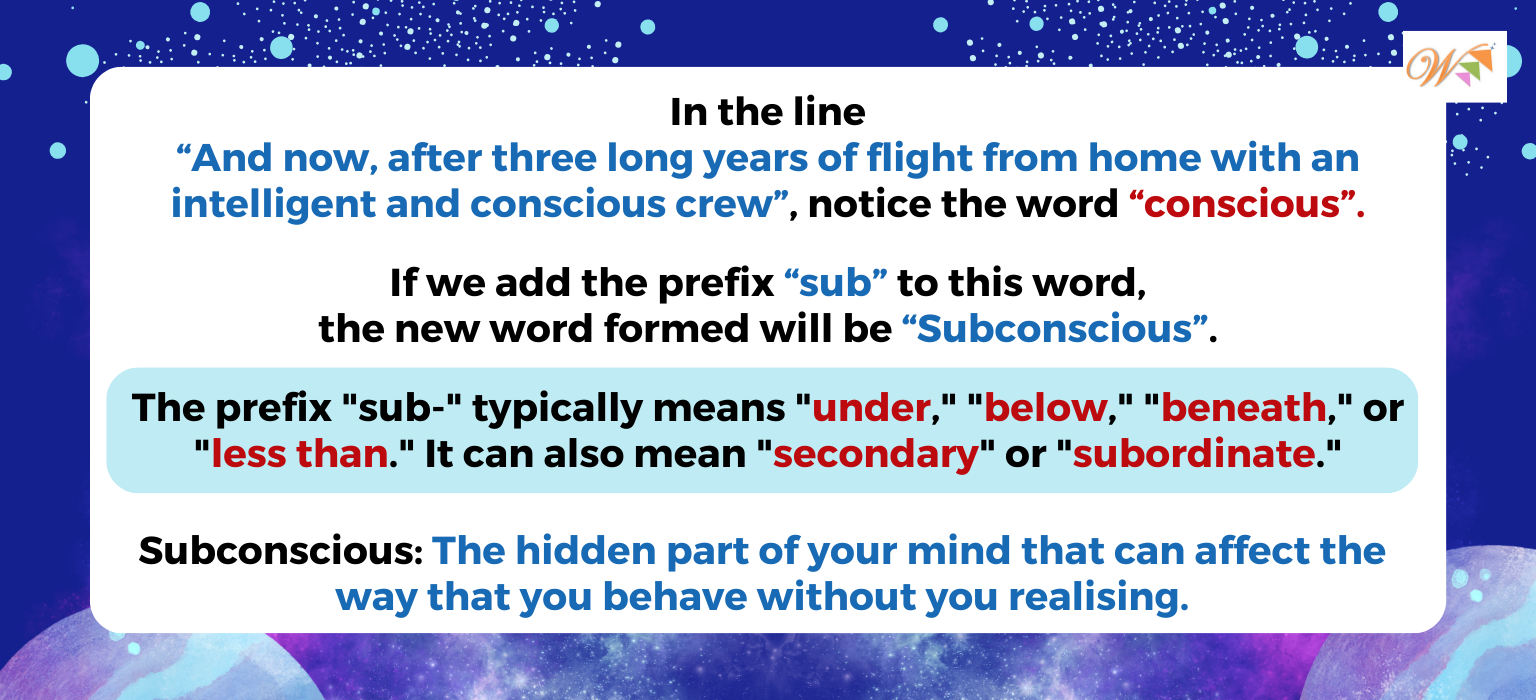 In the line
“And now, after three long years of flight from home with an
intelligent and conscious crew”, notice the word “conscious”.
If we add the prefix “sub” to this word,
the new word formed will be “Subconscious”.
The prefix "sub-" typically means "under," "below," "beneath," or
"less than." It can also mean "secondary" or "subordinate."
Subconscious: The hidden part of your mind that can affect the
way that you behave without you realising.
W